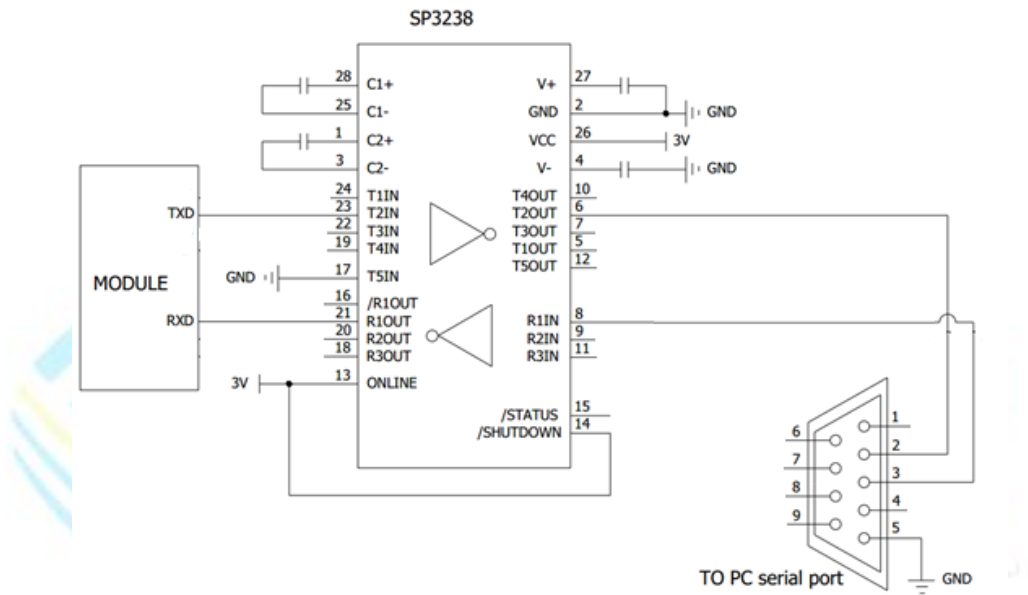 SP3238
28 C1+ V+ 27
25 C1- GND 2 GND
1 C2+ VCC 26 3V
3 C2- V- 4 GND
24 T1IN T4OUT 10
TXD 23 T2IN T2OUT 6
22 T3IN T3OUT 7
19 T4IN T1OUT 5
T5OUT 12
MODULE GND 17 T5IN
16 /R1OUT
RXD 21 R1OUT R1IN 8
20 R2OUT R2IN 9
18 R3OUT R3IN 11
3V 13 ONLINE
/STATUS 15
/SHUTDOWN 14
1
6
2
7
3
8
4
9
5
TO PC serial port GND